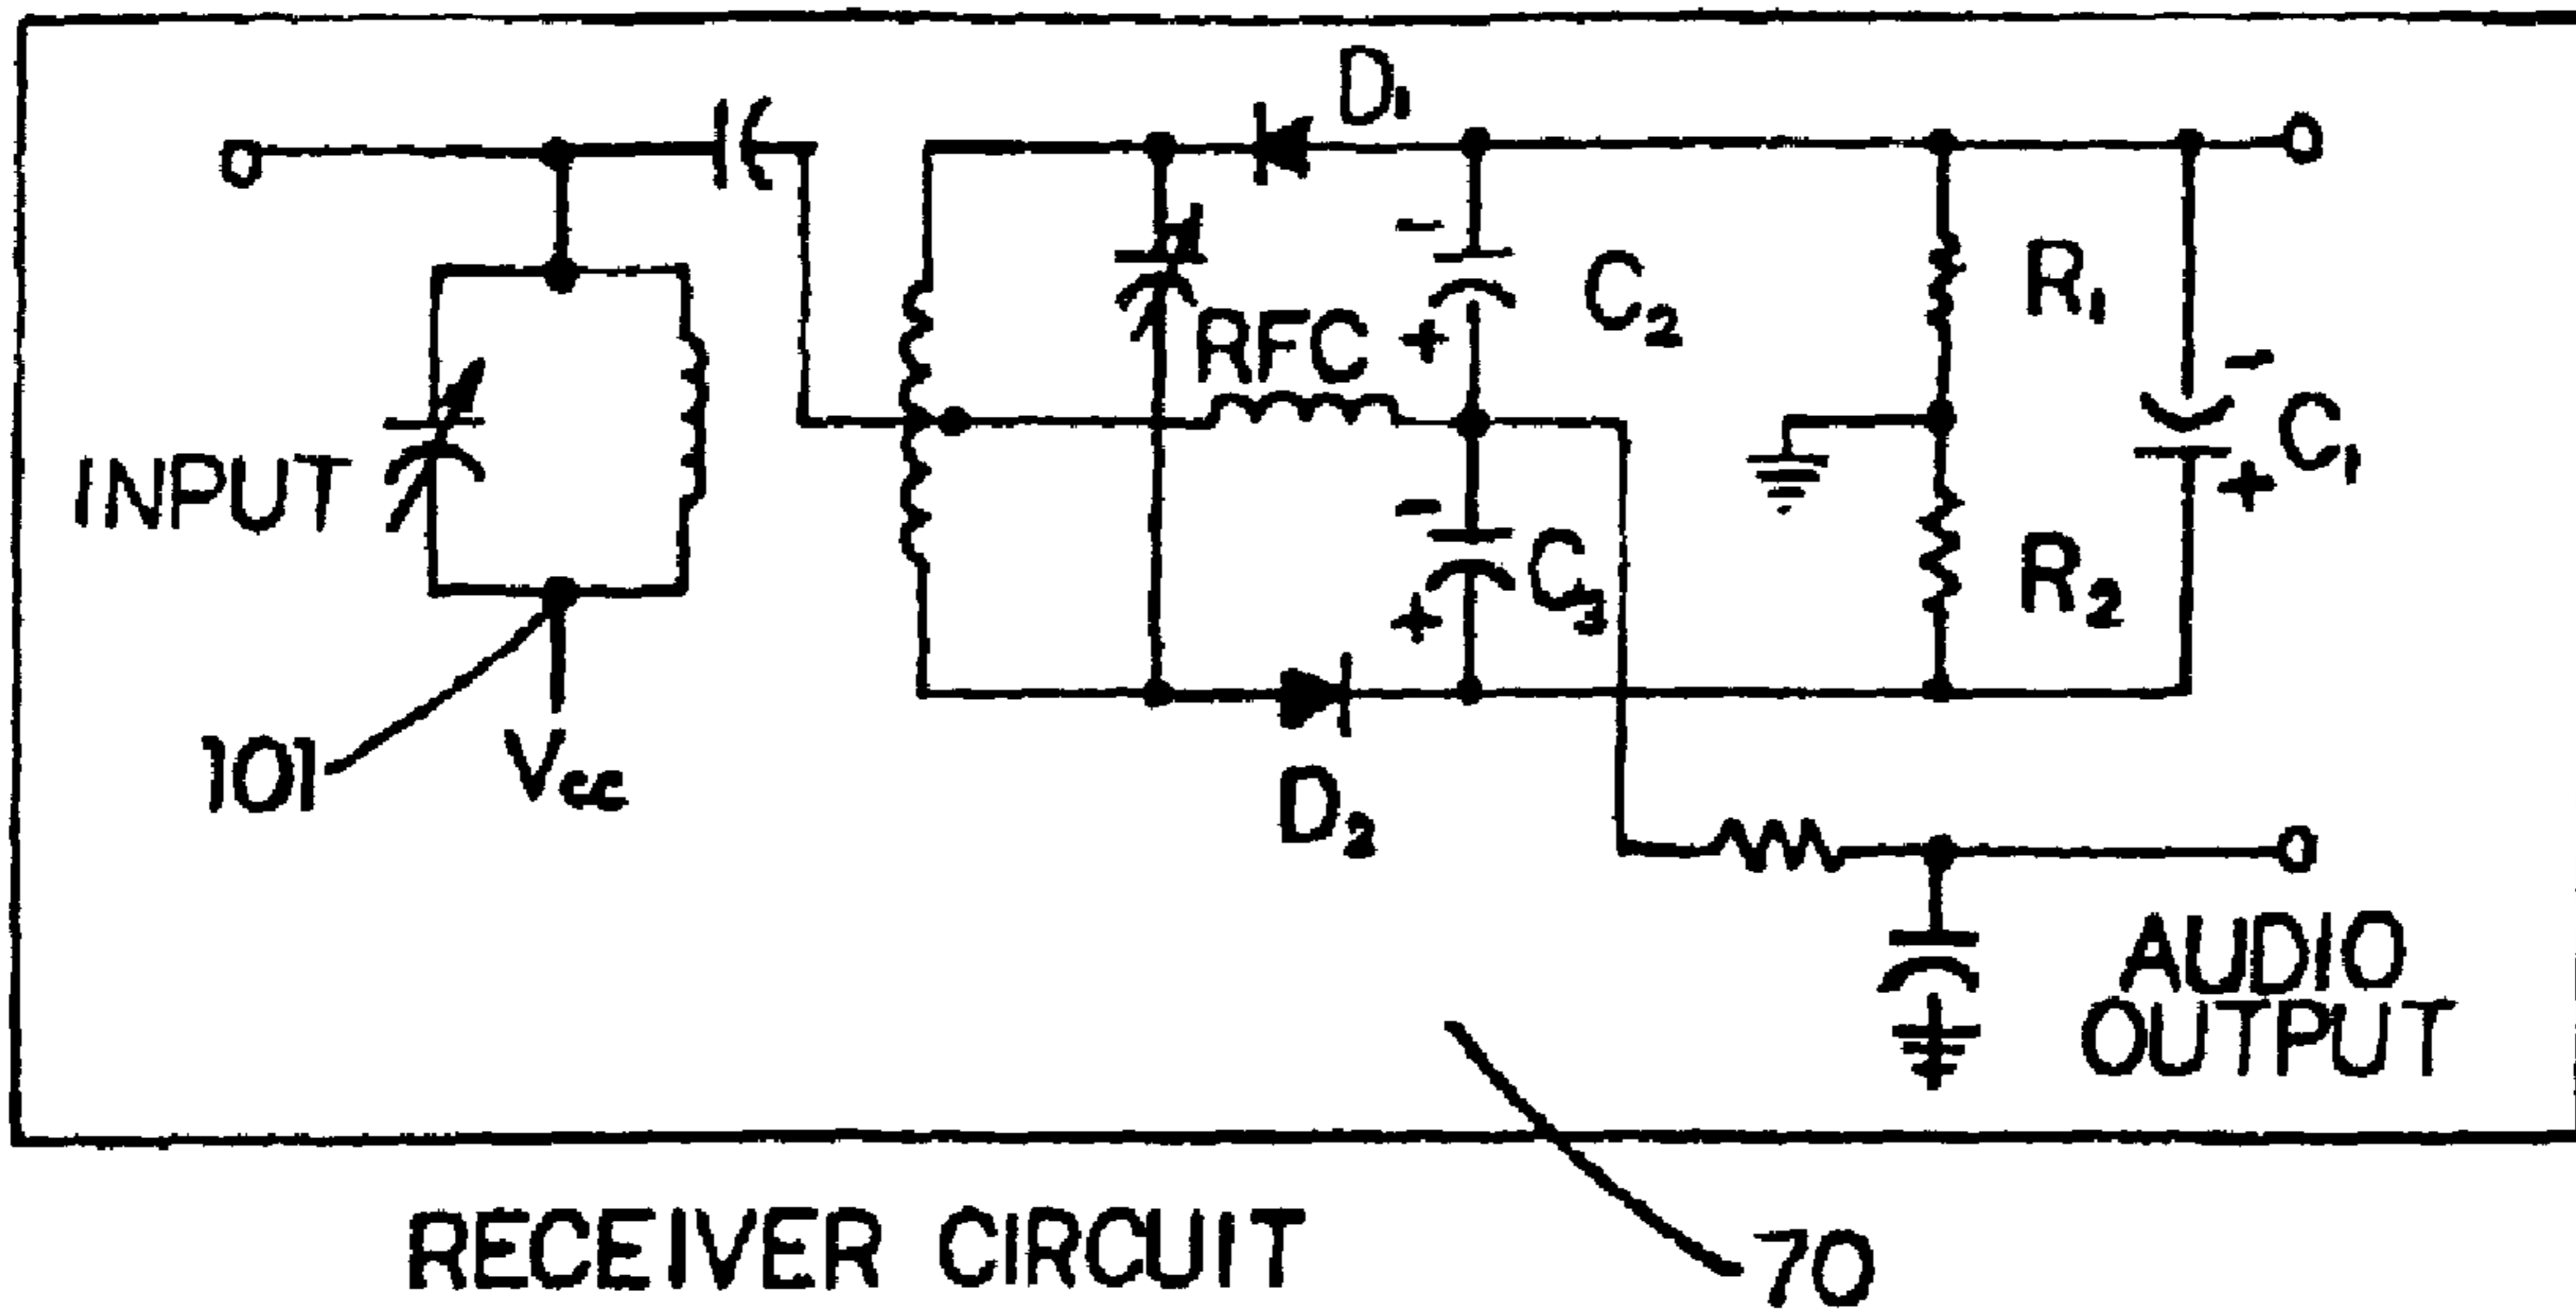 D₁
C₂
R₁
RFC
-
+
-
+
C₁
INPUT
-
+
C₃
R₂
101
Vcc
D₂
AUDIO
OUTPUT
RECEIVER CIRCUIT
70